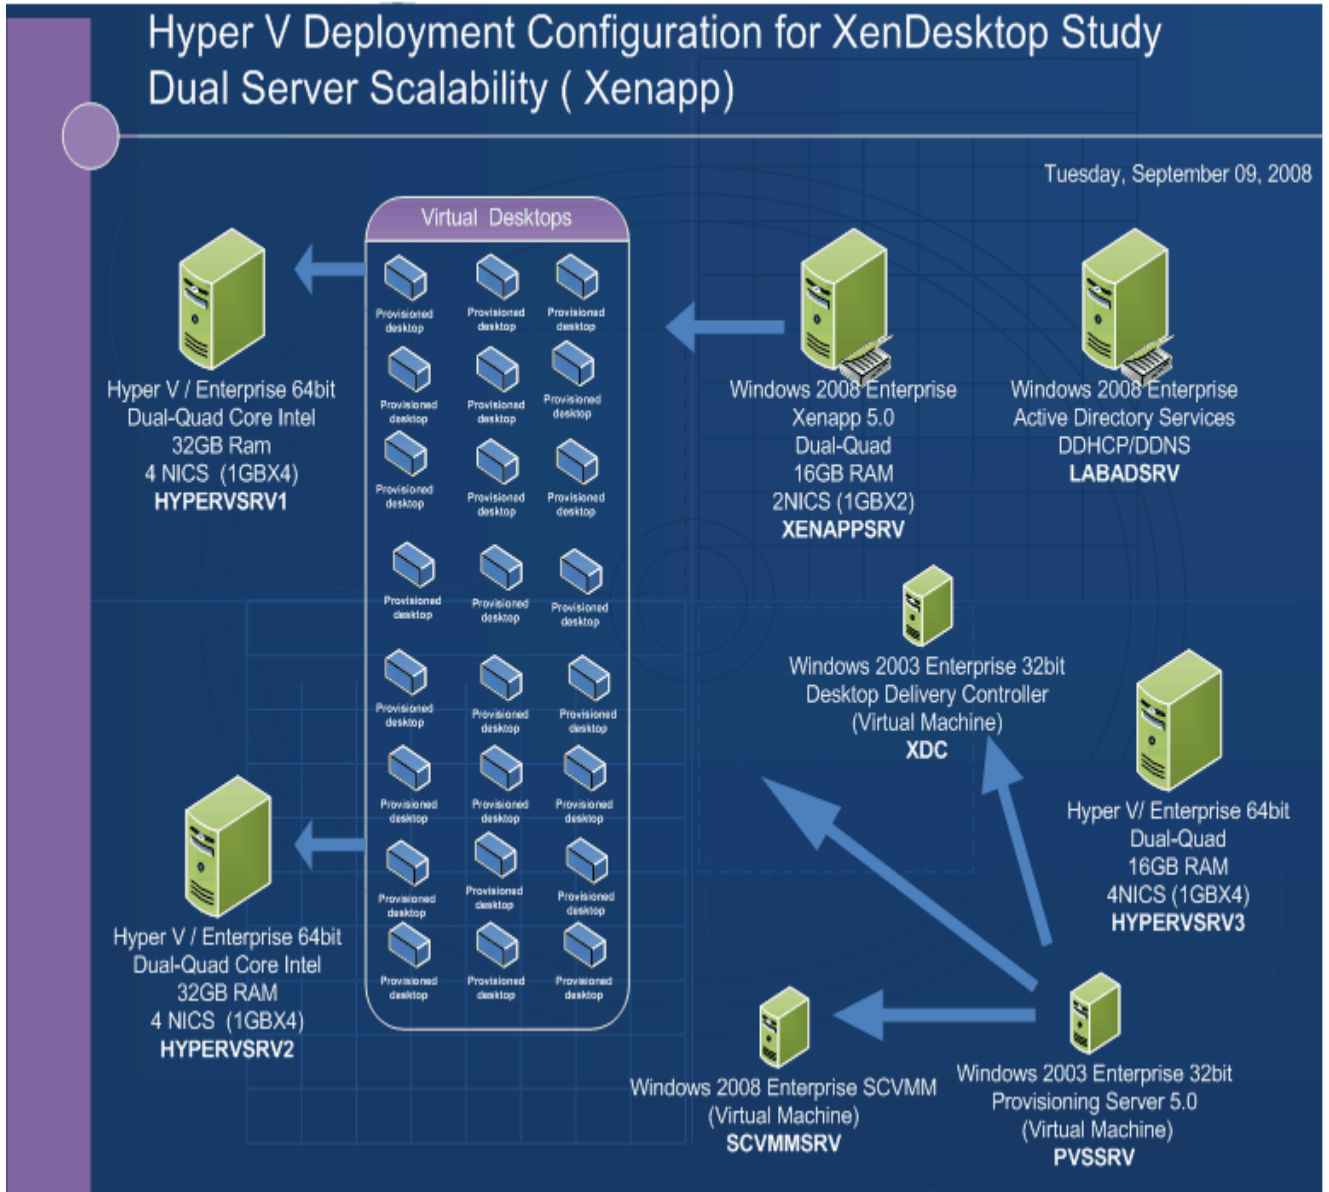 Hyper V Deployment Configuration for XenDesktop Study
Dual Server Scalability ( Xenapp)
Tuesday, September 09, 2008
Virtual Desktops
Hyper V / Enterprise 64bit
Dual-Quad Core Intel
32GB Ram
4 NICS (1GBX4)
HYPERVSRV1
Hyper V / Enterprise 64bit
Dual-Quad Core Intel
32GB RAM
4 NICS (1GBX4)
HYPERVSRV2
Provisioned
desktop
Provisioned
desktop
Provisioned
desktop
Provisioned
desktop
Provisioned
desktop
Provisioned
desktop
Provisioned
desktop
Provisioned
desktop
Provisioned
desktop
Provisioned
desktop
Provisioned
desktop
Provisioned
desktop
Provisioned
desktop
Provisioned
desktop
Provisioned
desktop
Provisioned
desktop
Provisioned
desktop
Provisioned
desktop
Provisioned
desktop
Provisioned
desktop
Provisioned
desktop
Provisioned
desktop
Provisioned
desktop
Provisioned
desktop
Windows 2008 Enterprise
Xenapp 5.0
Dual-Quad
16GB RAM
2NICS (1GBX2)
XENAPPSRV
Windows 2008 Enterprise
Active Directory Services
DDHCP/DDNS
LABADSRV
Windows 2003 Enterprise 32bit
Desktop Delivery Controller
(Virtual Machine)
XDC
Hyper V/ Enterprise 64bit
Dual-Quad
16GB RAM
4NICS (1GBX4)
HYPERVSRV3
Windows 2008 Enterprise SCVMM
(Virtual Machine)
SCVMMSRV
Windows 2003 Enterprise 32bit
Provisioning Server 5.0
(Virtual Machine)
PVSSRV